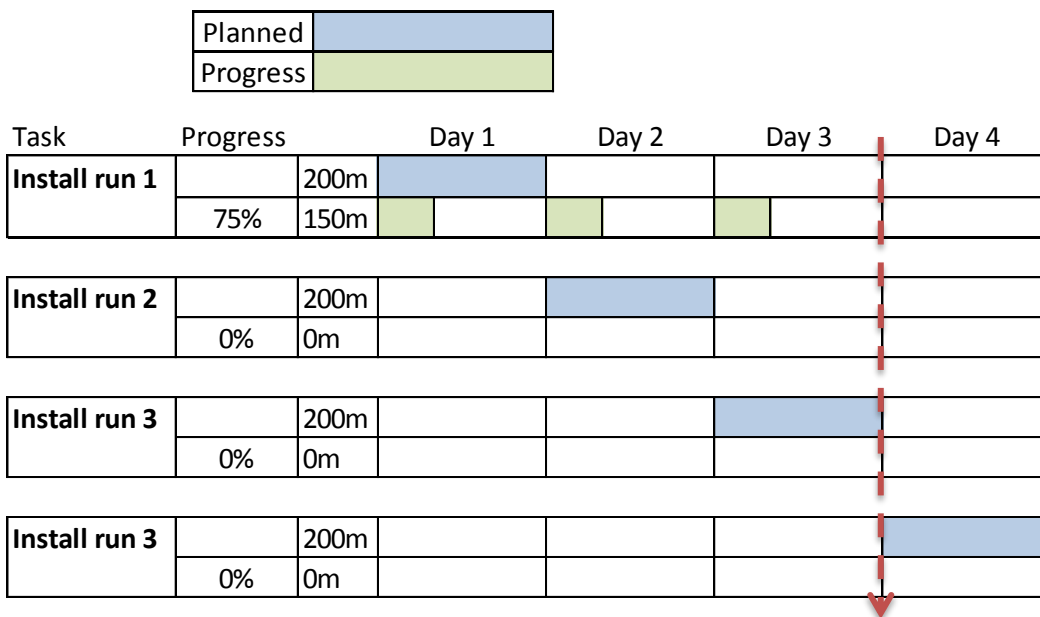 Planned
Progress
Task Progress Day 1 Day 2 Day 3 Day 4
Install run 1 200m
75% 150m
Install run 2 200m
0% 0m
Install run 3 200m
0% 0m
Install run 3 200m
0% 0m